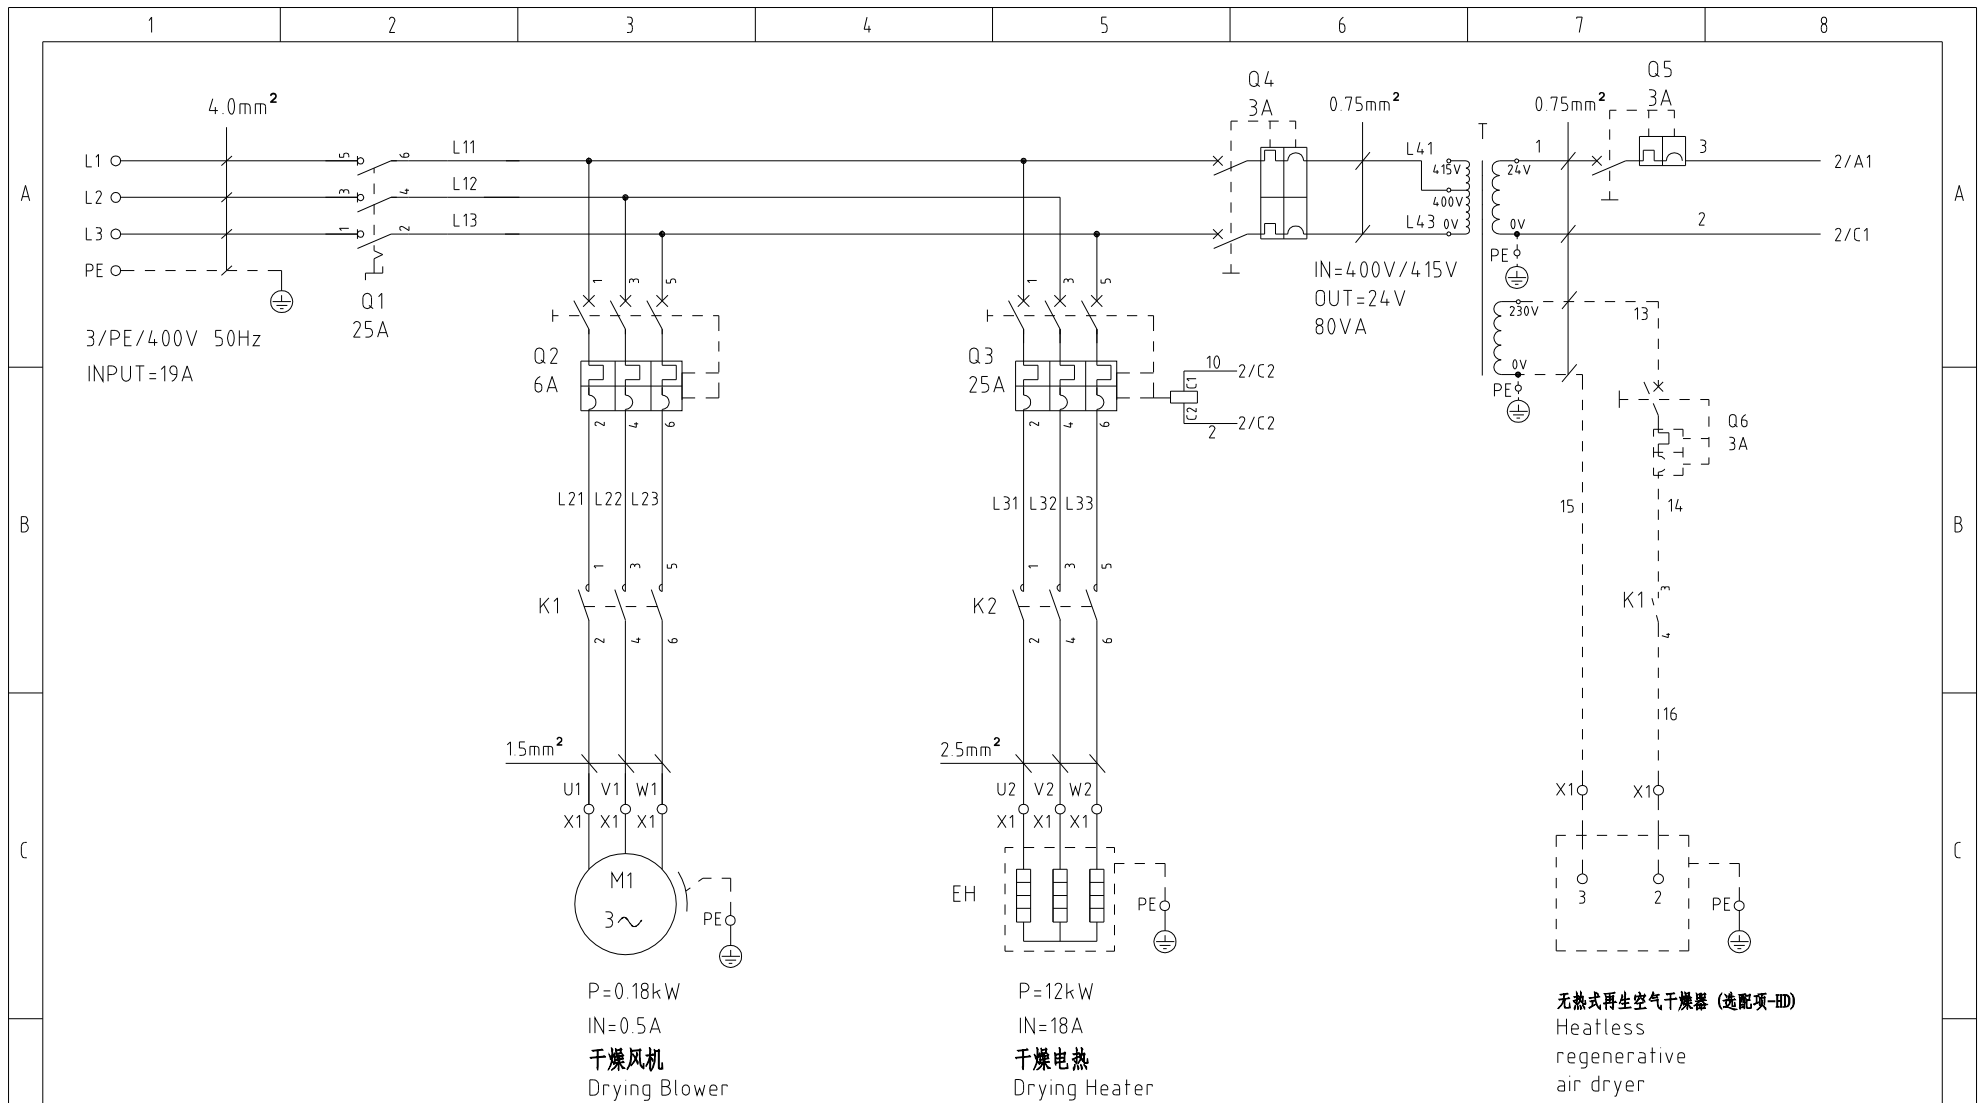 1 2 3 4 5 6 7 8
A
B
C
A
B
C
4.0mm²
L1
L2
L3
PE
3/PE/400V 50Hz
INPUT=19A
5 6
3 4
1 2
Q1
25A
L11
L12
L13
1 3 5
Q2
6A
2 4 6
L21 L22 L23
1 3 5
K1
2 4 6
1.5mm²
U1 V1 W1
X1 X1 X1
M1
3~
PE
P=0.18kW
IN=0.5A
干燥风机
Drying Blower
1 3 5
Q3
25A
2 4 6
C1
C2
10
2/C2
2
2/C2
L31 L32 L33
1 3 5
K2
2 4 6
2.5mm²
U2 V2 W2
X1 X1 X1
EH
PE
P=12kW
IN=18A
干燥电热
Drying Heater
Q4
3A
0.75mm²
L41
415V
400V
L43 0V
IN=400V/415V
OUT=24V
80VA
T
24V
0V
PE
230V
0V
PE
1
0.75mm²
Q5
3A
3
2/A1
2
2/C1
13
Q6
3A
15
14
K1
3
4
16
X1 X1
3 2
PE
无热式再生空气干燥器 (选配项-HD)
Heatless
regenerative
air dryer